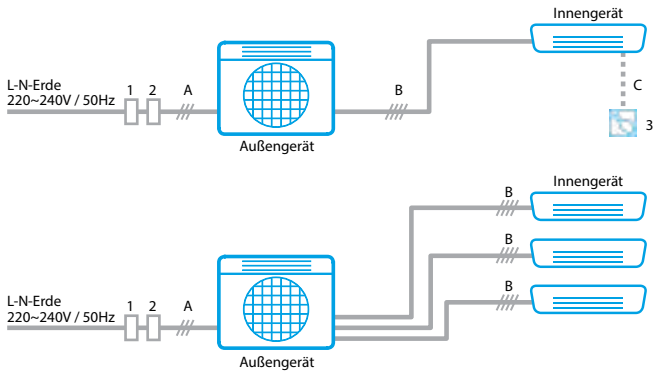 Innengerät
L-N-Erde
220~240V / 50Hz
1 2 A
B
C
3
Außengerät
Innengerät
B
B
B
L-N-Erde
220~240V / 50Hz
1 2 A
Außengerät